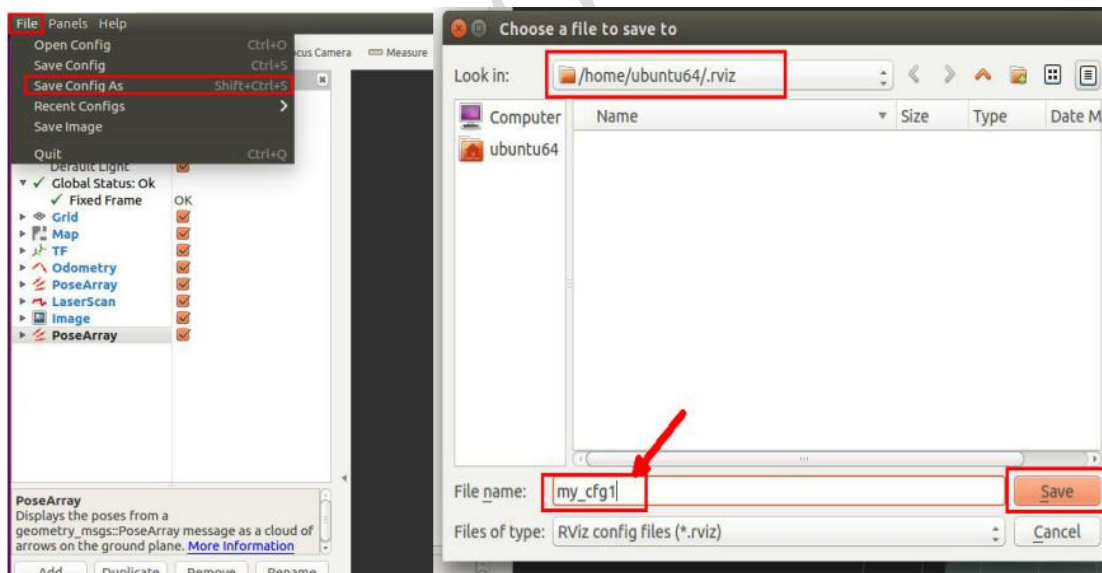 File Panels Help
Open Config Ctrl+O
Save Config Ctrl+S
Save Config As Shift+Ctrl+S
Recent Configs
Save Image
Quit Ctrl+Q
cus Camera Measure
Default Light
Global Status: Ok
Fixed Frame OK
Grid
Map
TF
Odometry
PoseArray
LaserScan
Image
PoseArray
PoseArray
Displays the poses from a
geometry_msgs::PoseArray message as a cloud of
arrows on the ground plane. More Information
Add Duplicate Remove Rename
Choose a file to save to
Look in: /home/ubuntu64/.rviz
Computer
ubuntu64
Name Size Type Date M
File name: my_cfg1
Save
Files of type: RViz config files (*.rviz)
Cancel